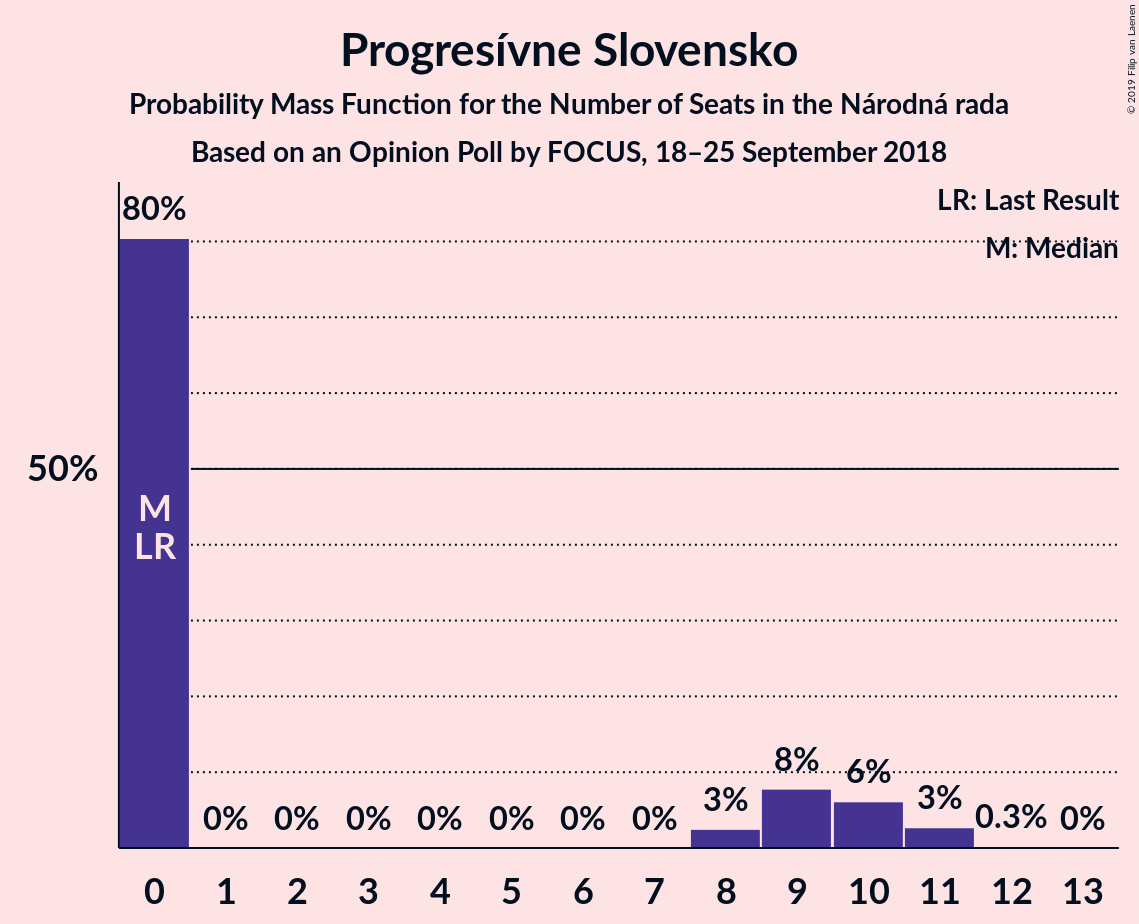 Progresívne Slovensko
Probability Mass Function for the Number of Seats in the Národná rada
Based on an Opinion Poll by FOCUS, 18–25 September 2018
© 2019 Filip van Laenen
LR: Last Result
M: Median
80%
50%
M
LR
0% 0% 0% 0% 0% 0% 0% 3% 8% 6% 3% 0.3% 0%
0 1 2 3 4 5 6 7 8 9 10 11 12 13